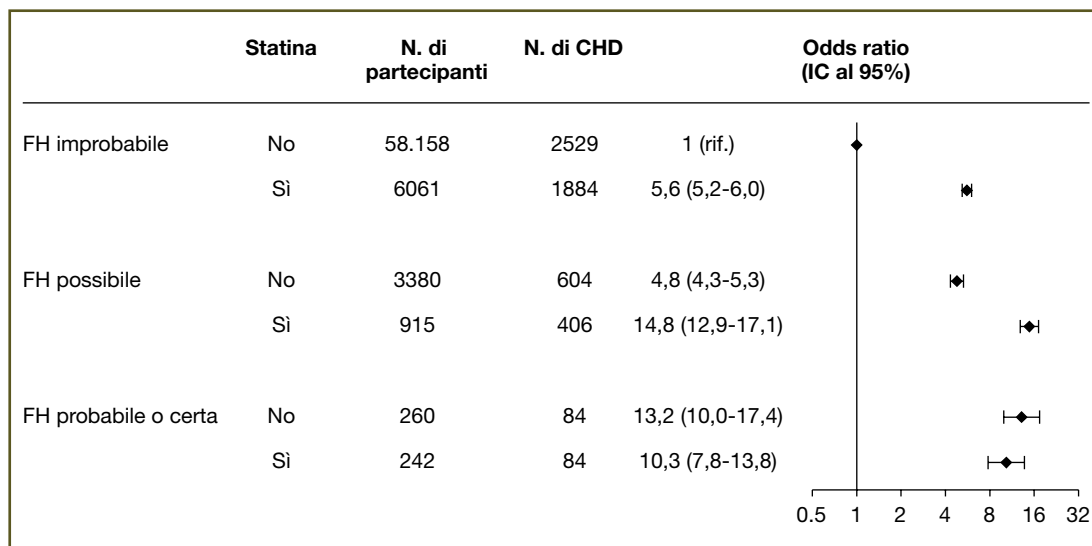 Statina N. di partecipanti N. di CHD Odds ratio (IC al 95%)
FH improbabile No 58.158 2529 1 (rif.)
Sì 6061 1884 5,6 (5,2-6,0)
FH possibile No 3380 604 4,8 (4,3-5,3)
Sì 915 406 14,8 (12,9-17,1)
FH probabile o certa No 260 84 13,2 (10,0-17,4)
Sì 242 84 10,3 (7,8-13,8)
0.5 1 2 4 8 16 32